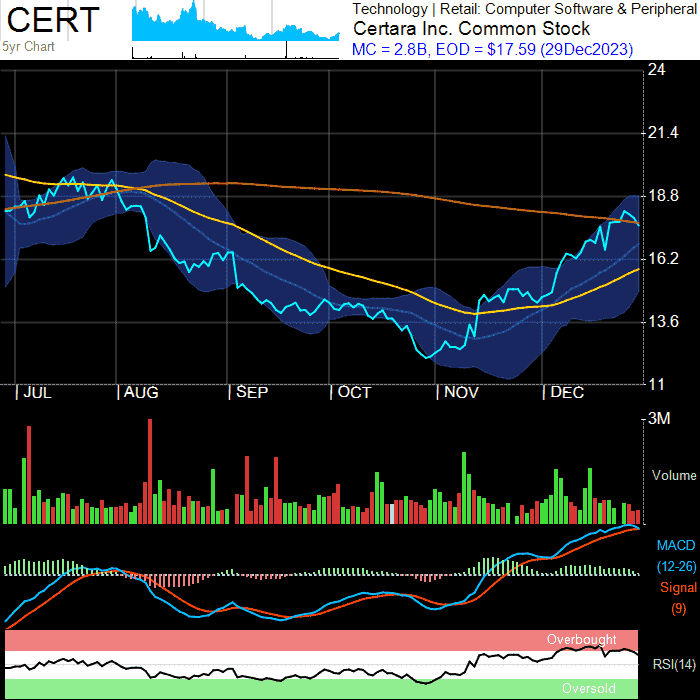 CERT
5yr Chart
Technology | Retail: Computer Software & Peripheral
Certara Inc. Common Stock
MC = 2.8B, EOD = $17.59 (29Dec2023)
24
21.4
18.8
16.2
13.6
11
JUL AUG SEP OCT NOV DEC
3M
Volume
MACD
(12-26)
Signal
(9)
Overbought
RSI(14)
Oversold